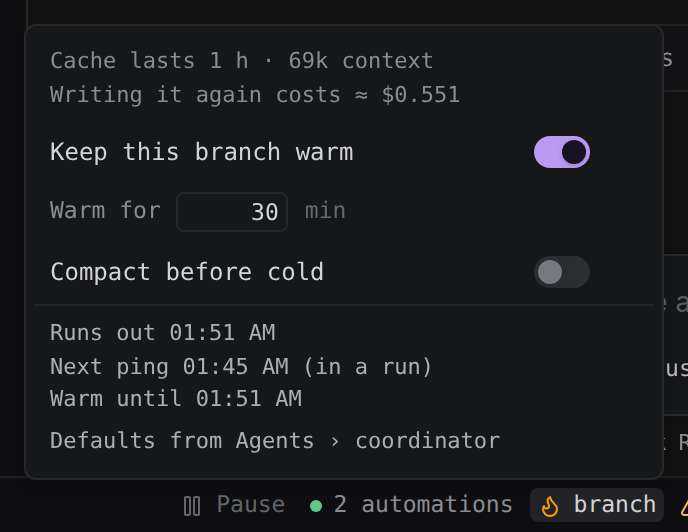 Cache lasts 1 h · 69k context
Writing it again costs ≈ $0.551
Keep this branch warm
Warm for 30 min
Compact before cold
Runs out 01:51 AM
Next ping 01:45 AM (in a run)
Warm until 01:51 AM
Defaults from Agents › coordinator
Pause 2 automations branch